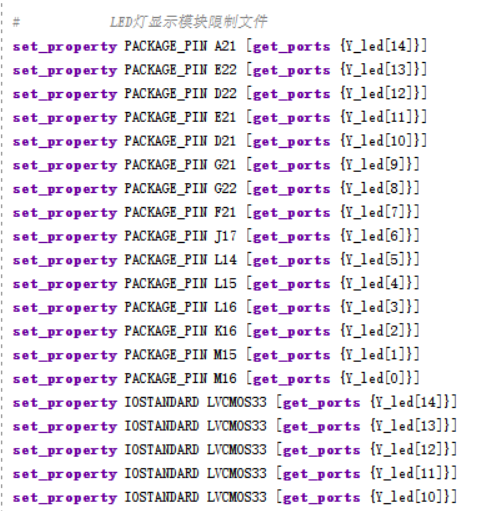 # LED灯显示模块限制文件
set_property PACKAGE_PIN A21 [get_ports {Y_led[14]}]
set_property PACKAGE_PIN E22 [get_ports {Y_led[13]}]
set_property PACKAGE_PIN D22 [get_ports {Y_led[12]}]
set_property PACKAGE_PIN E21 [get_ports {Y_led[11]}]
set_property PACKAGE_PIN D21 [get_ports {Y_led[10]}]
set_property PACKAGE_PIN G21 [get_ports {Y_led[9]}]
set_property PACKAGE_PIN G22 [get_ports {Y_led[8]}]
set_property PACKAGE_PIN F21 [get_ports {Y_led[7]}]
set_property PACKAGE_PIN J17 [get_ports {Y_led[6]}]
set_property PACKAGE_PIN L14 [get_ports {Y_led[5]}]
set_property PACKAGE_PIN L15 [get_ports {Y_led[4]}]
set_property PACKAGE_PIN L16 [get_ports {Y_led[3]}]
set_property PACKAGE_PIN K16 [get_ports {Y_led[2]}]
set_property PACKAGE_PIN M15 [get_ports {Y_led[1]}]
set_property PACKAGE_PIN M16 [get_ports {Y_led[0]}]
set_property IOSTANDARD LVCMOS33 [get_ports {Y_led[14]}]
set_property IOSTANDARD LVCMOS33 [get_ports {Y_led[13]}]
set_property IOSTANDARD LVCMOS33 [get_ports {Y_led[12]}]
set_property IOSTANDARD LVCMOS33 [get_ports {Y_led[11]}]
set_property IOSTANDARD LVCMOS33 [get_ports {Y_led[10]}]